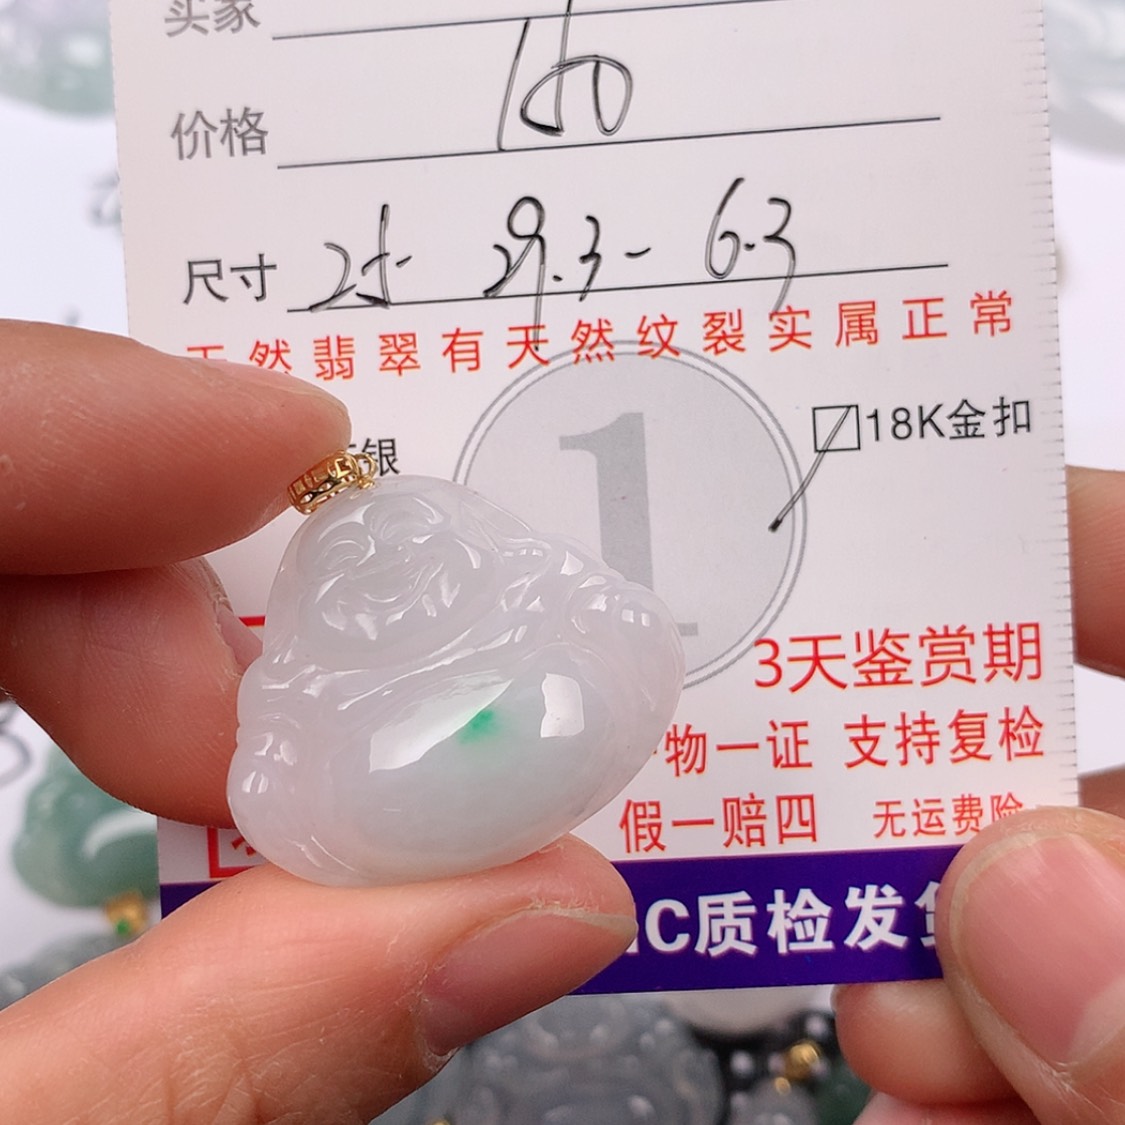 买家
价格 160
尺寸 25- 29.3- 6.3
天然翡翠有天然纹裂实属正常
银 18K金扣
1
3天鉴赏期
物一证 支持复检
假一赔四 无运费险
C质检发货